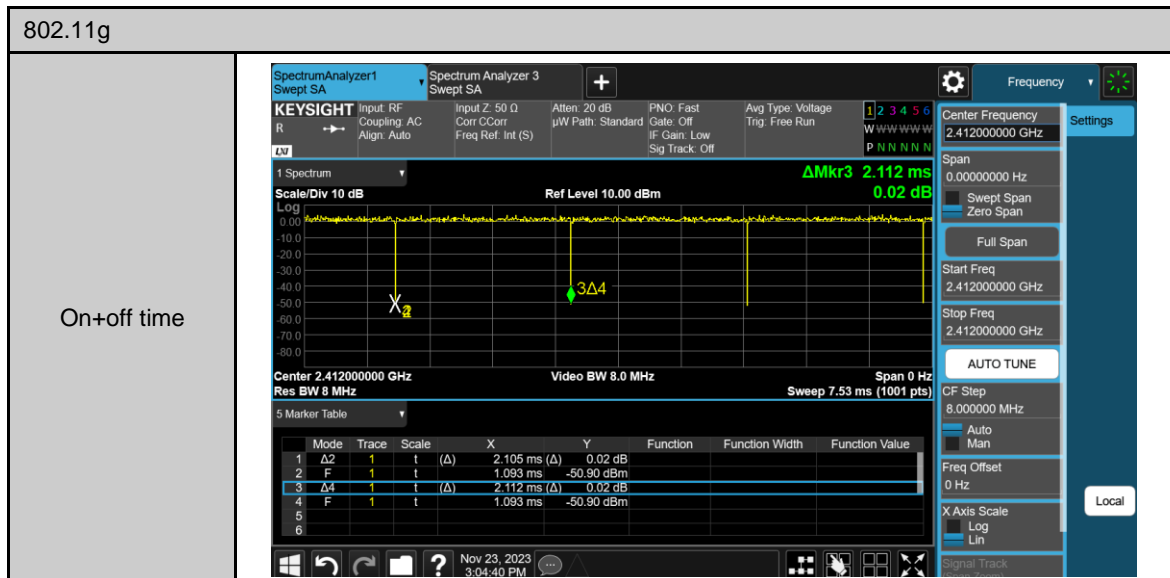 802.11g
On+off time
SpectrumAnalyzer1
Swept SA
Spectrum Analyzer 3
Swept SA
+
Frequency
KEYSIGHT
R
LXI
Input: RF
Coupling: AC
Align: Auto
Input Z: 50 Ω
Corr CCorr
Freq Ref: Int (S)
Atten: 20 dB
µW Path: Standard
PNO: Fast
Gate: Off
IF Gain: Low
Sig Track: Off
Avg Type: Voltage
Trig: Free Run
1 2 3 4 5 6
W W W W W W
P N N N N N
Center Frequency
2.412000000 GHz
Settings
1 Spectrum
Scale/Div 10 dB
Ref Level 10.00 dBm
ΔMkr3 2.112 ms
0.02 dB
Log
0.00
-10.0
-20.0
-30.0
-40.0
-50.0
-60.0
-70.0
-80.0
3Δ4
Center 2.412000000 GHz
Res BW 8 MHz
Video BW 8.0 MHz
Span 0 Hz
Sweep 7.53 ms (1001 pts)
Span
0.00000000 Hz
Swept Span
Zero Span
Full Span
Start Freq
2.412000000 GHz
Stop Freq
2.412000000 GHz
AUTO TUNE
CF Step
8.000000 MHz
Auto
Man
Freq Offset
0 Hz
X Axis Scale
Log
Lin
Signal Track
(Span Zoom)
Local
5 Marker Table
Mode Trace Scale X Y Function Function Width Function Value
1 Δ2 1 t (Δ) 2.105 ms (Δ) 0.02 dB
2 F 1 t 1.093 ms -50.90 dBm
3 Δ4 1 t (Δ) 2.112 ms (Δ) 0.02 dB
4 F 1 t 1.093 ms -50.90 dBm
5
6
?
Nov 23, 2023
3:04:40 PM